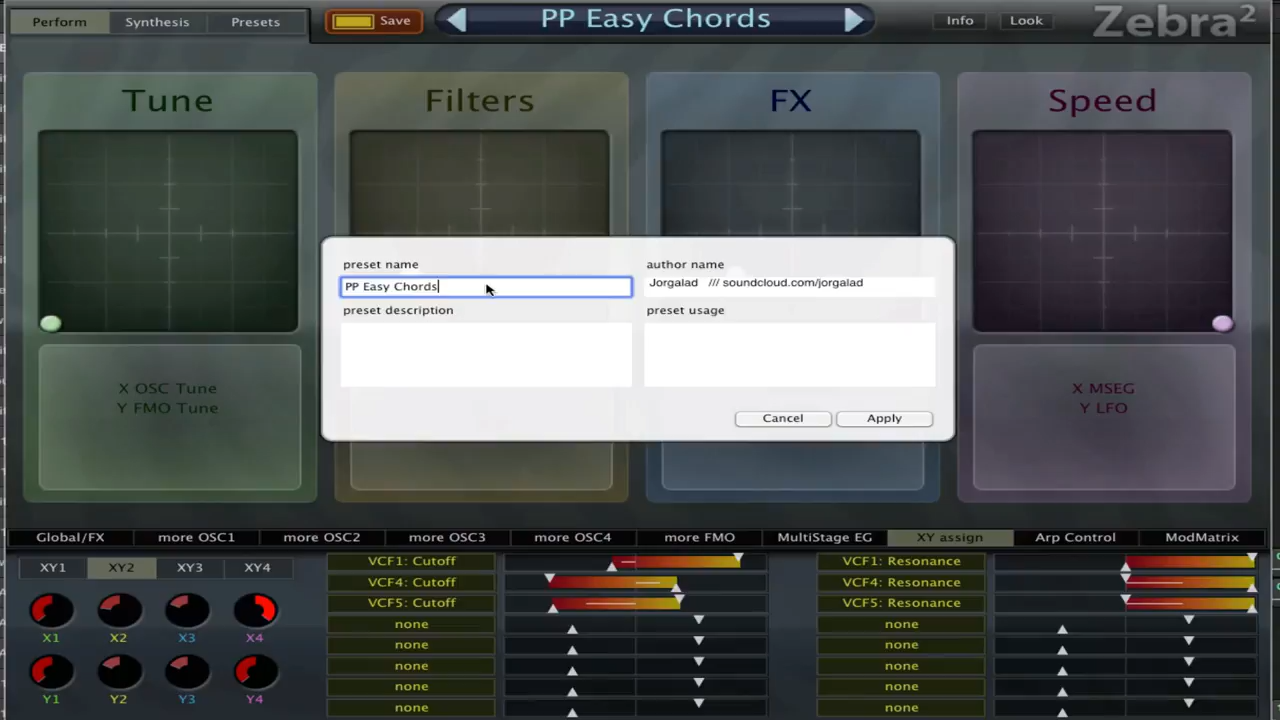 Perform
Synthesis
Presets
Save
PP Easy Chords
Info
Look
Zebra2
Tune
Filters
FX
Speed
preset name
author name
PP Easy Chords
Jorgalad /// soundcloud.com/jorgalad
preset description
preset usage
Cancel
Apply
X OSC Tune
Y FMO Tune
X MSEG
Y LFO
Global/FX
more OSC1
more OSC2
more OSC3
more OSC4
more FMO
MultiStage EG
XY assign
Arp Control
ModMatrix
XY1
XY2
XY3
XY4
X1
X2
X3
X4
Y1
Y2
Y3
Y4
VCF1: Cutoff
VCF4: Cutoff
VCF5: Cutoff
none
none
none
none
none
VCF1: Resonance
VCF4: Resonance
VCF5: Resonance
none
none
none
none
none